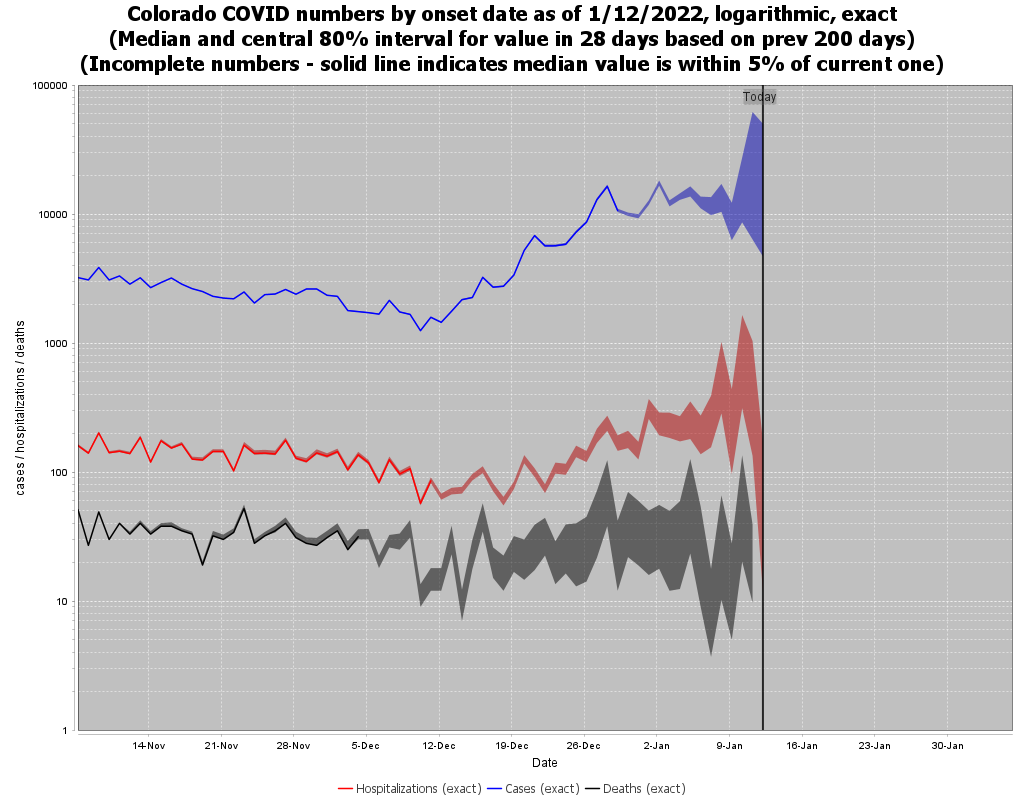 Colorado COVID numbers by onset date as of 1/12/2022, logarithmic, exact
(Median and central 80% interval for value in 28 days based on prev 200 days)
(Incomplete numbers - solid line indicates median value is within 5% of current one)
Today
100000
10000
1000
100
10
1
cases / hospitalizations / deaths
14-Nov 21-Nov 28-Nov 5-Dec 12-Dec 19-Dec 26-Dec 2-Jan 9-Jan 16-Jan 23-Jan 30-Jan
Date
Hospitalizations (exact) Cases (exact) Deaths (exact)